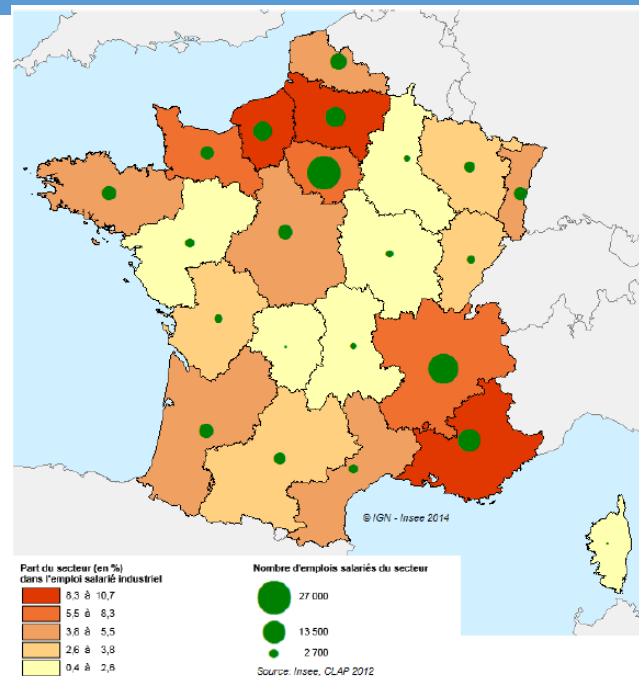 © IGN - Insee 2014
Part du secteur (en %)
dans l'emploi salarié industriel
8,3 à 10,7
5,5 à 8,3
3,8 à 5,5
2,6 à 3,8
0,4 à 2,6
Nombre d'emplois salariés du secteur
27 000
13 500
2 700
Source: Insee, CLAP 2012